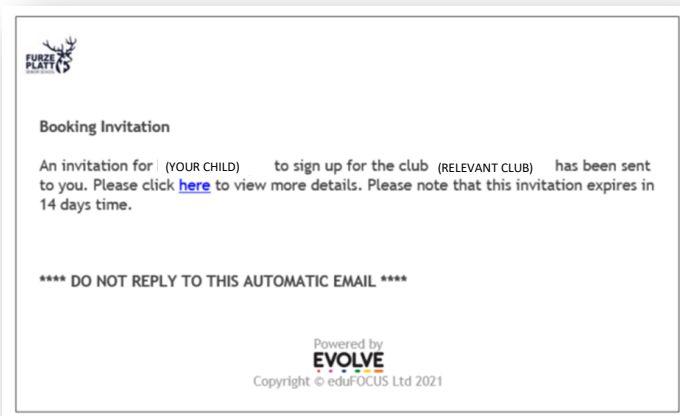 FURZE
PLATT
SENIOR SCHOOL
Booking Invitation
An invitation for (YOUR CHILD) to sign up for the club (RELEVANT CLUB) has been sent
to you. Please click here to view more details. Please note that this invitation expires in
14 days time.
**** DO NOT REPLY TO THIS AUTOMATIC EMAIL ****
Powered by
EVOLVE
Copyright © eduFOCUS Ltd 2021